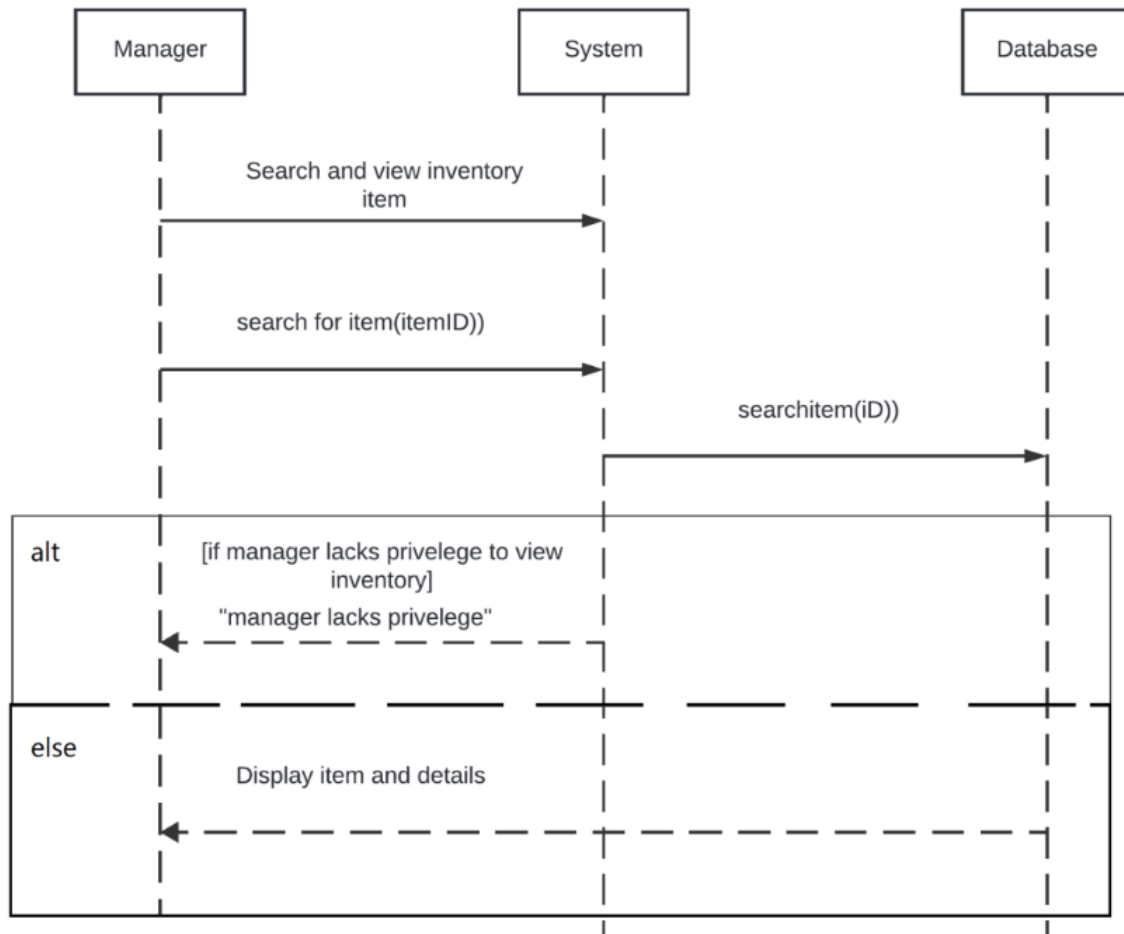 Manager
System
Database
Search and view inventory
item
search for item(itemID))
searchitem(iD))
alt
[if manager lacks privelege to view
inventory]
"manager lacks privelege"
else
Display item and details